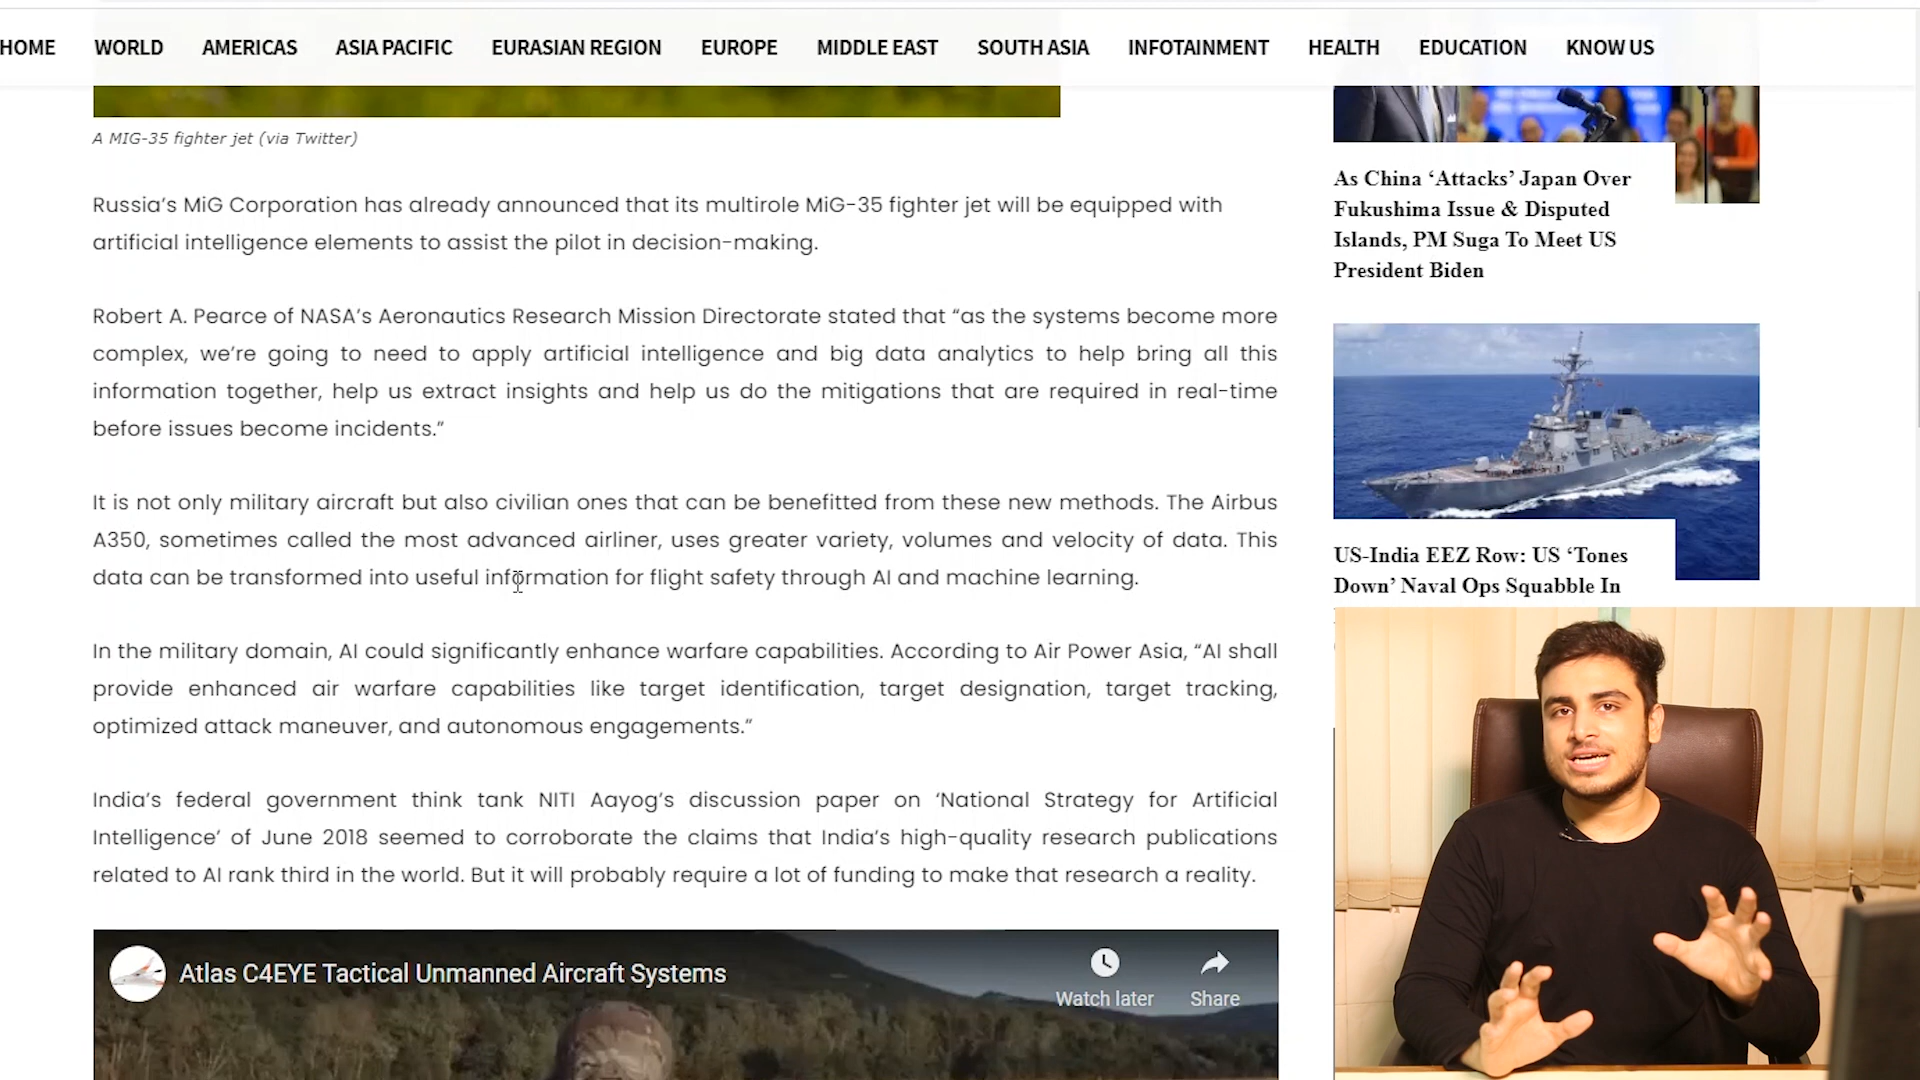 HOME WORLD AMERICAS ASIA PACIFIC EURASIAN REGION EUROPE MIDDLE EAST SOUTH ASIA INFOTAINMENT HEALTH EDUCATION KNOW US
A MIG-35 fighter jet (via Twitter)
Russia’s MiG Corporation has already announced that its multirole MiG-35 fighter jet will be equipped with
artificial intelligence elements to assist the pilot in decision-making.
Robert A. Pearce of NASA’s Aeronautics Research Mission Directorate stated that “as the systems become more
complex, we’re going to need to apply artificial intelligence and big data analytics to help bring all this
information together, help us extract insights and help us do the mitigations that are required in real-time
before issues become incidents.”
It is not only military aircraft but also civilian ones that can be benefitted from these new methods. The Airbus
A350, sometimes called the most advanced airliner, uses greater variety, volumes and velocity of data. This
data can be transformed into useful information for flight safety through AI and machine learning.
In the military domain, AI could significantly enhance warfare capabilities. According to Air Power Asia, “AI shall
provide enhanced air warfare capabilities like target identification, target designation, target tracking,
optimized attack maneuver, and autonomous engagements.”
India’s federal government think tank NITI Aayog’s discussion paper on ‘National Strategy for Artificial
Intelligence’ of June 2018 seemed to corroborate the claims that India’s high-quality research publications
related to AI rank third in the world. But it will probably require a lot of funding to make that research a reality.
Atlas C4EYE Tactical Unmanned Aircraft Systems
Watch later Share
As China ‘Attacks’ Japan Over
Fukushima Issue & Disputed
Islands, PM Suga To Meet US
President Biden
US-India EEZ Row: US ‘Tones
Down’ Naval Ops Squabble In